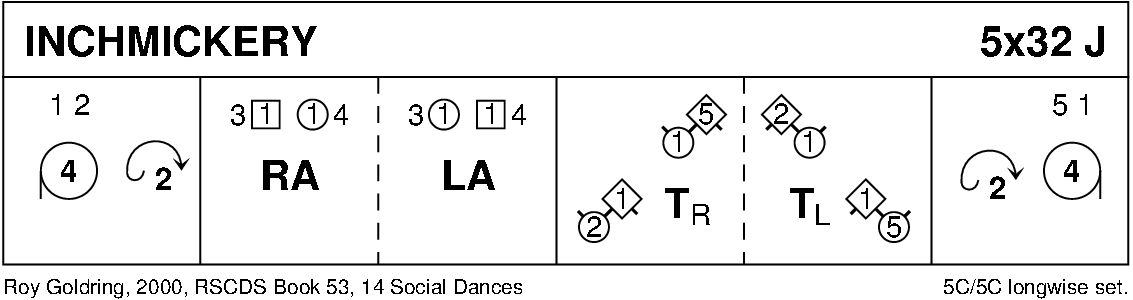 INCHMICKERY 5x32 J
1 2 3 1 1 4 3 1 1 4 1 5 2 1 5 1
4 2 RA LA 2 1 TR TL 1 5 2 4
Roy Goldring, 2000, RSCDS Book 53, 14 Social Dances 5C/5C longwise set.